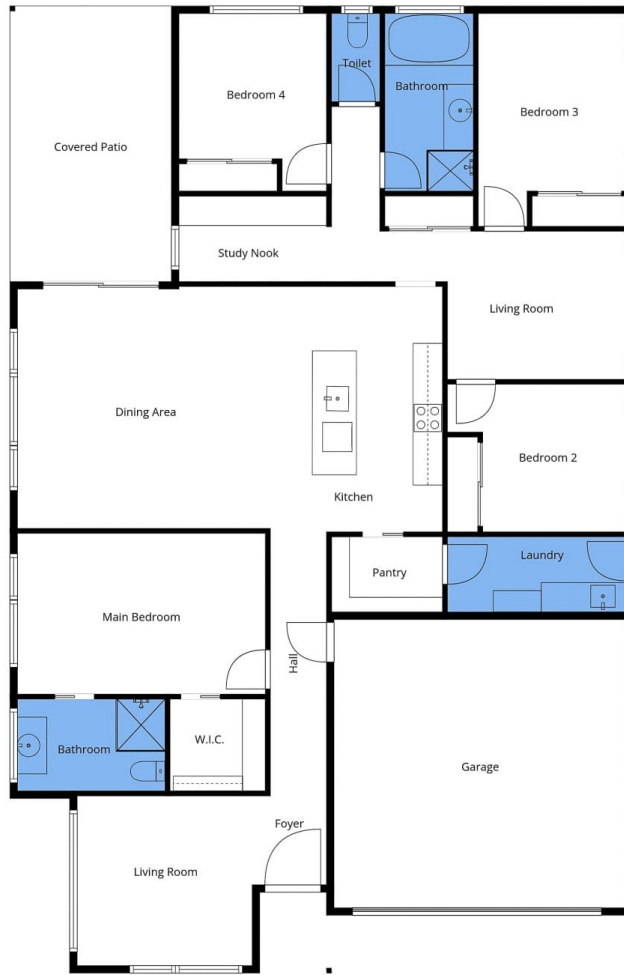 Toilet
Bathroom
Bedroom 4
Bedroom 3
Covered Patio
Study Nook
Living Room
Dining Area
Bedroom 2
Kitchen
Laundry
Pantry
Main Bedroom
Hall
W.I.C.
Bathroom
Garage
Foyer
Living Room